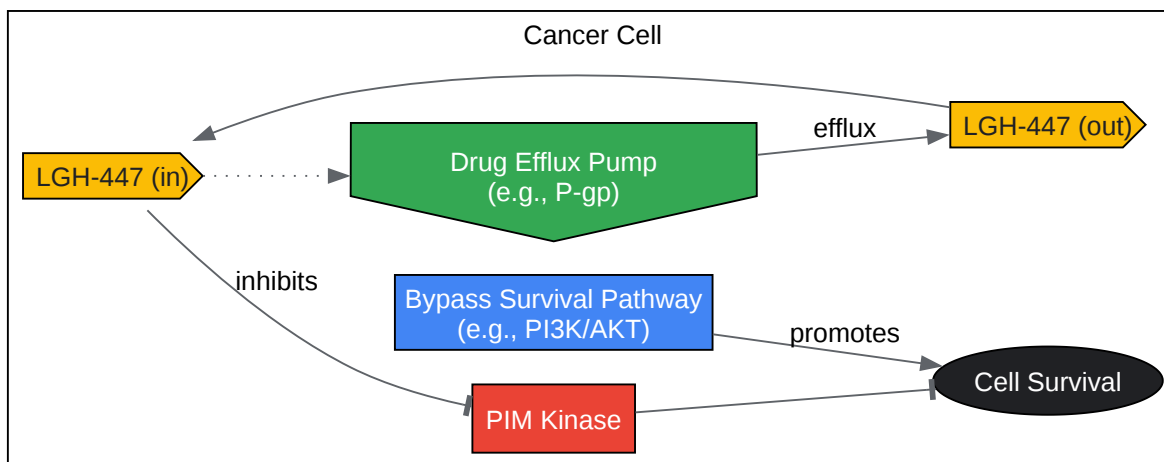 Cancer Cell
LGH-447 (in)
Drug Efflux Pump
(e.g., P-gp)
efflux
LGH-447 (out)
inhibits
Bypass Survival Pathway
(e.g., PI3K/AKT)
promotes
PIM Kinase
Cell Survival